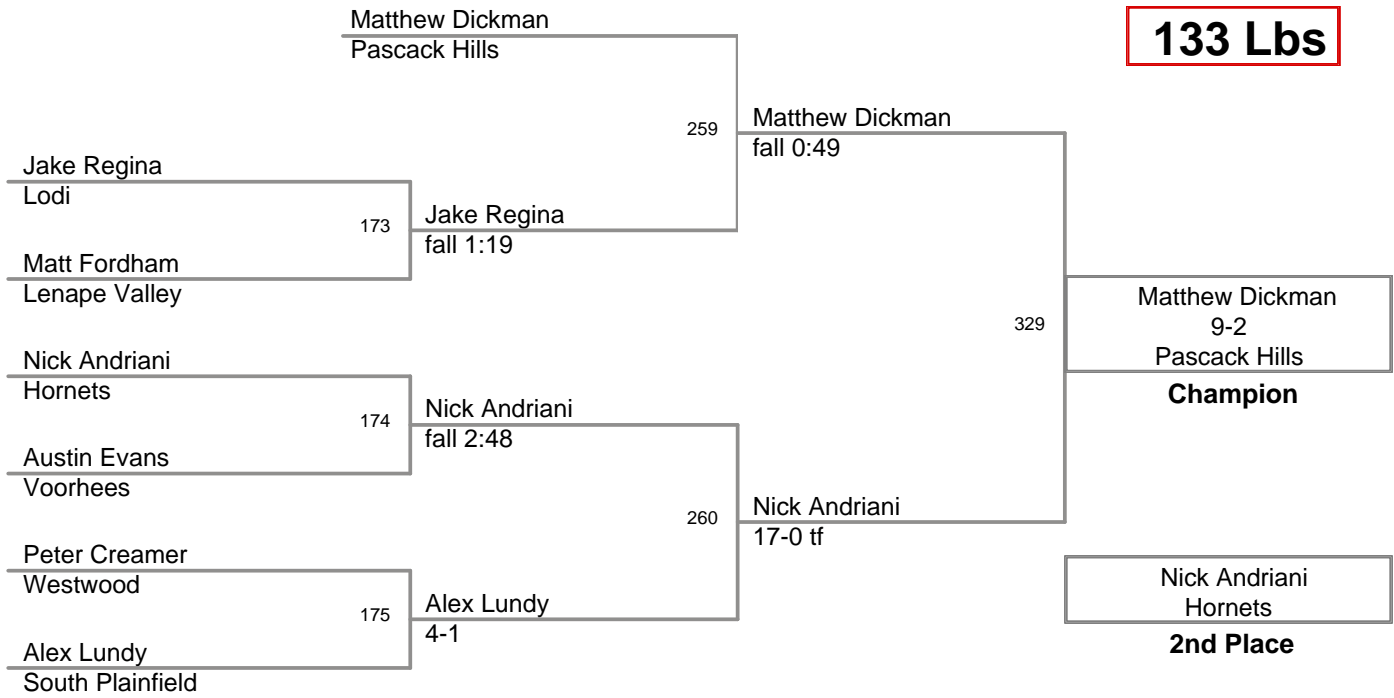 Matthew Dickman
Pascack Hills
133 Lbs
259
Matthew Dickman
fall 0:49
Jake Regina
Lodi
173
Jake Regina
fall 1:19
Matt Fordham
Lenape Valley
329
Matthew Dickman
9-2
Pascack Hills
Champion
Nick Andriani
Hornets
174
Nick Andriani
fall 2:48
Austin Evans
Voorhees
260
Nick Andriani
17-0 tf
Peter Creamer
Westwood
175
Alex Lundy
4-1
Alex Lundy
South Plainfield
Nick Andriani
Hornets
2nd Place